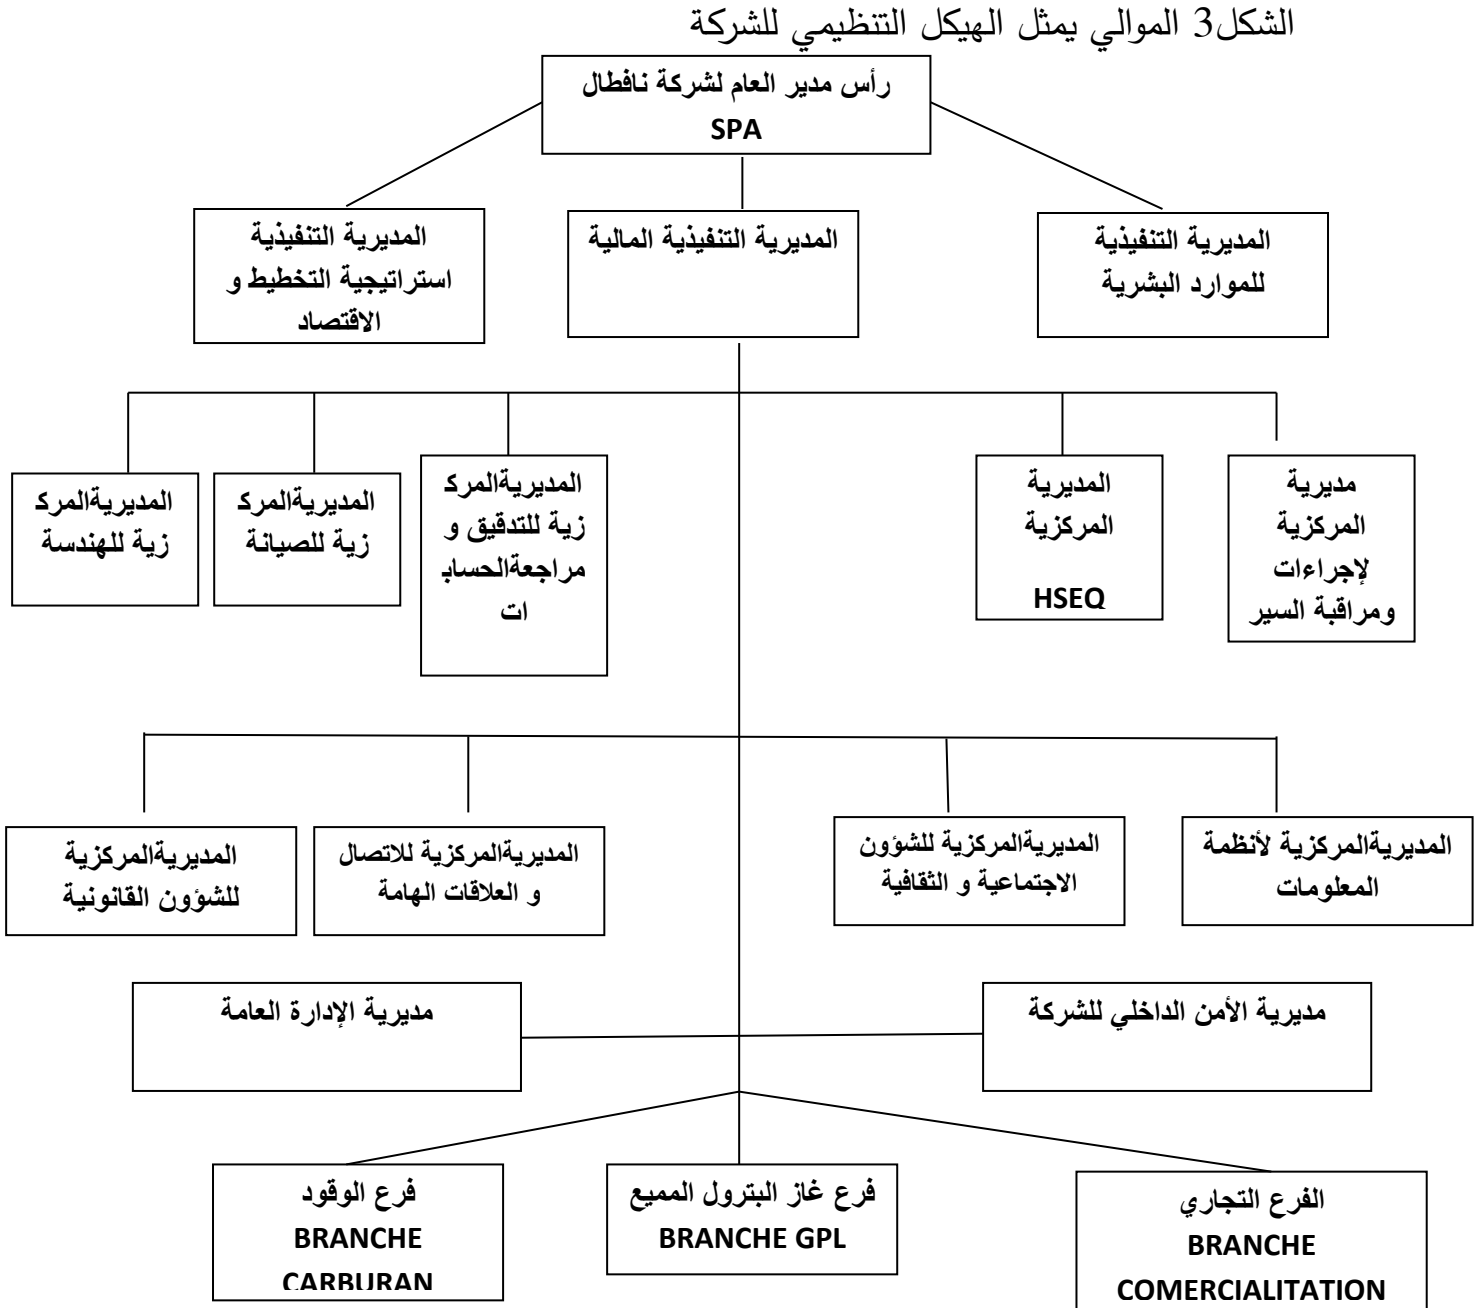 الشكل3 الموالي يمثل الهيكل التنظيمي للشركة
رأس مدير العام لشركة نافطال
SPA
المديرية التنفيذية
للموارد البشرية
المديرية التنفيذية المالية
المديرية التنفيذية
استراتيجية التخطيط و
الاقتصاد
مديرية
المركزية
لإجراءات
ومراقبة السير
المديرية
المركزية
HSEQ
المديريةالمرك
زية للتدقيق و
مراجعةالحساب
ات
المديريةالمرك
زية للصيانة
المديريةالمرك
زية للهندسة
المديريةالمركزية لأنظمة
المعلومات
المديريةالمركزية للشؤون
الاجتماعية و الثقافية
المديريةالمركزية للاتصال
و العلاقات الهامة
المديريةالمركزية
للشؤون القانونية
مديرية الأمن الداخلي للشركة
مديرية الإدارة العامة
الفرع التجاري
BRANCHE
COMERCIALITATION
فرع غاز البترول المميع
BRANCHE GPL
فرع الوقود
BRANCHE
CARBURAN